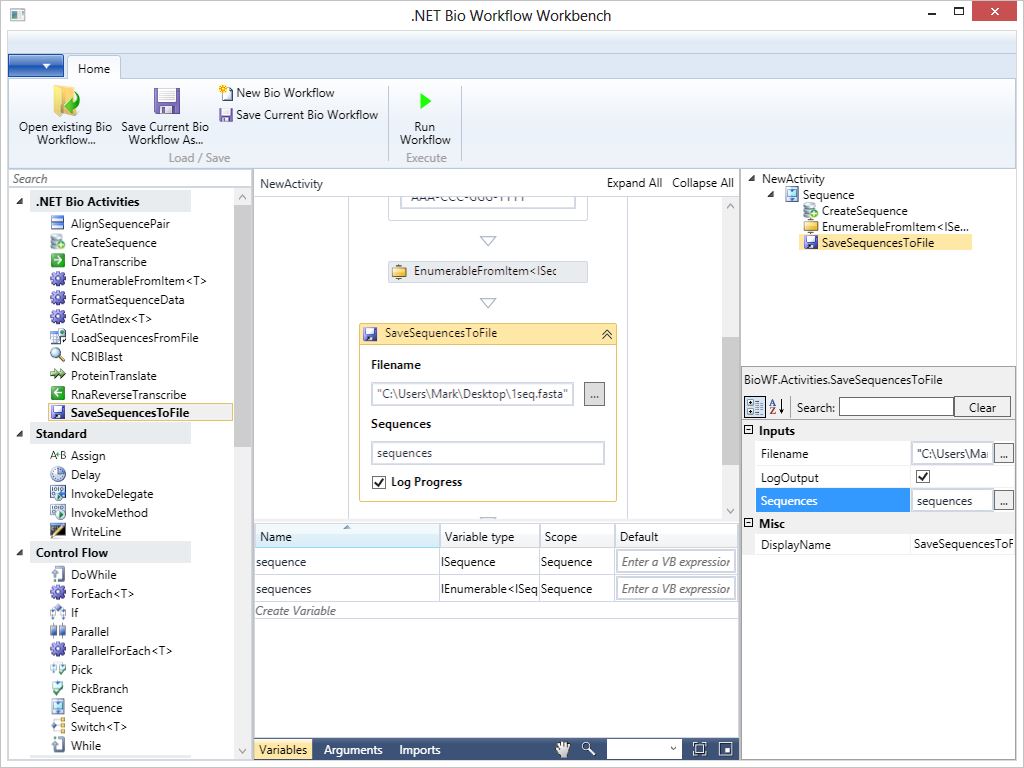 .NET Bio Workflow Workbench
Home
Open existing Bio
Workflow...
Save Current Bio
Workflow As...
New Bio Workflow
Save Current Bio Workflow
Load / Save
Run
Workflow
Execute
Search
.NET Bio Activities
AlignSequencePair
CreateSequence
DnaTranscribe
EnumerableFromItem<T>
FormatSequenceData
GetAtIndex<T>
LoadSequencesFromFile
NCBIBlast
ProteinTranslate
RnaReverseTranscribe
SaveSequencesToFile
Standard
A+B Assign
Delay
InvokeDelegate
InvokeMethod
WriteLine
Control Flow
DoWhile
ForEach<T>
If
Parallel
ParallelForEach<T>
Pick
PickBranch
Sequence
Switch<T>
While
NewActivity
Expand All
Collapse All
AAA-CCC-GGG-TTTT
EnumerableFromItem<ISec
SaveSequencesToFile
Filename
"C:\Users\Mark\Desktop\1seq.fasta"
...
Sequences
sequences
Log Progress
Name Variable type Scope Default
sequence ISequence Sequence Enter a VB expression
sequences IEnumerable<ISeq Sequence Enter a VB expression
Create Variable
Variables Arguments Imports
NewActivity
Sequence
CreateSequence
EnumerableFromItem<ISe...
SaveSequencesToFile
BioWF.Activities.SaveSequencesToFile
AZ Search: Clear
Inputs
Filename "C:\Users\Mar ...
LogOutput
Sequences sequences ...
Misc
DisplayName SaveSequencesToF